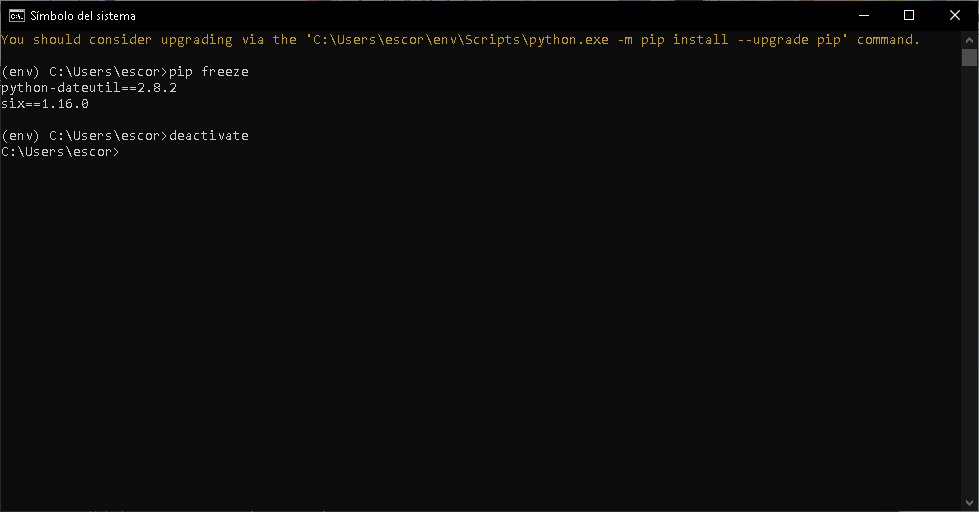 Símbolo del sistema
You should consider upgrading via the 'C:\Users\escor\env\Scripts\python.exe -m pip install --upgrade pip' command.
(env) C:\Users\escor>pip freeze
python-dateutil==2.8.2
six==1.16.0
(env) C:\Users\escor>deactivate
C:\Users\escor>